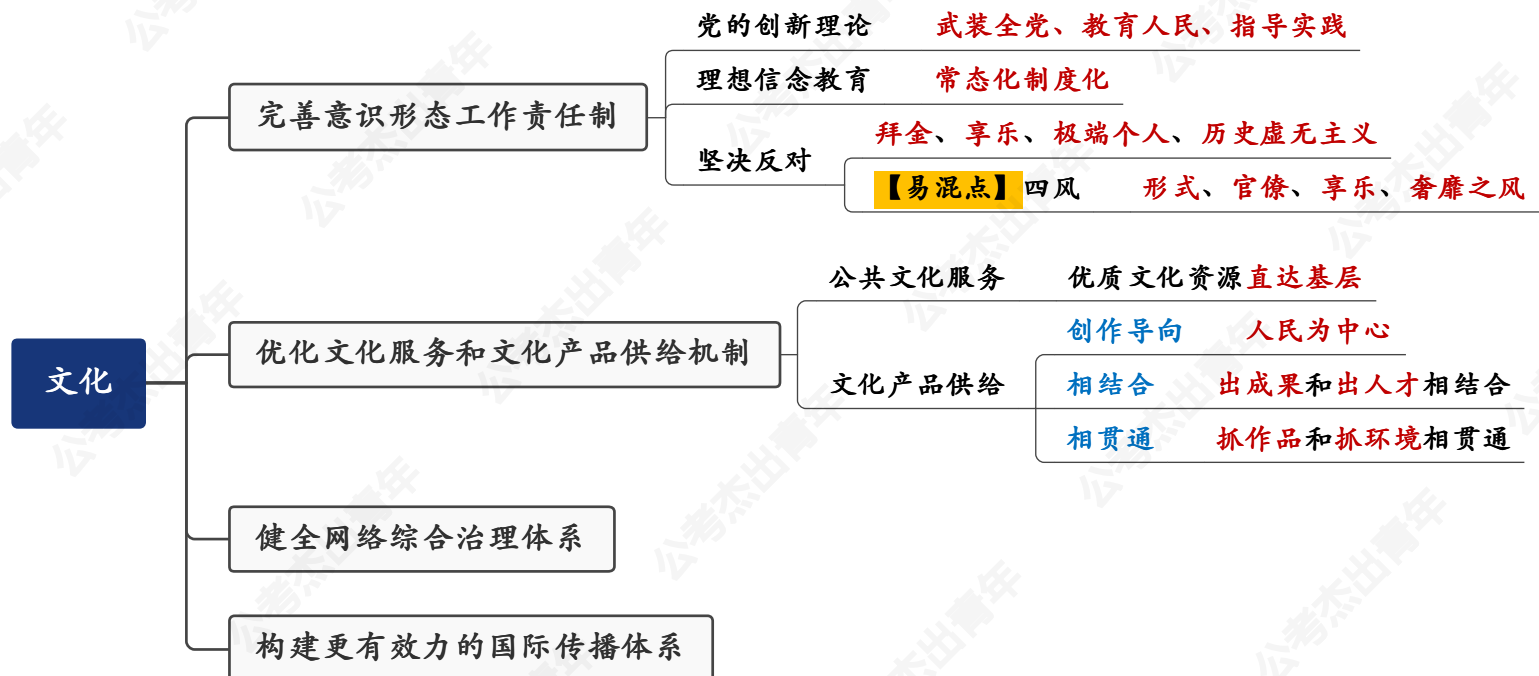 党的创新理论 武装全党、教育人民、指导实践
理想信念教育 常态化制度化
完善意识形态工作责任制
拜金、享乐、极端个人、历史虚无主义
坚决反对
【易混点】四风 形式、官僚、享乐、奢靡之风
公共文化服务 优质文化资源直达基层
创作导向 人民为中心
优化文化服务和文化产品供给机制
文化
文化产品供给 相结合 出成果和出人才相结合
相贯通 抓作品和抓环境相贯通
健全网络综合治理体系
构建更有效力的国际传播体系
公考杰出青年